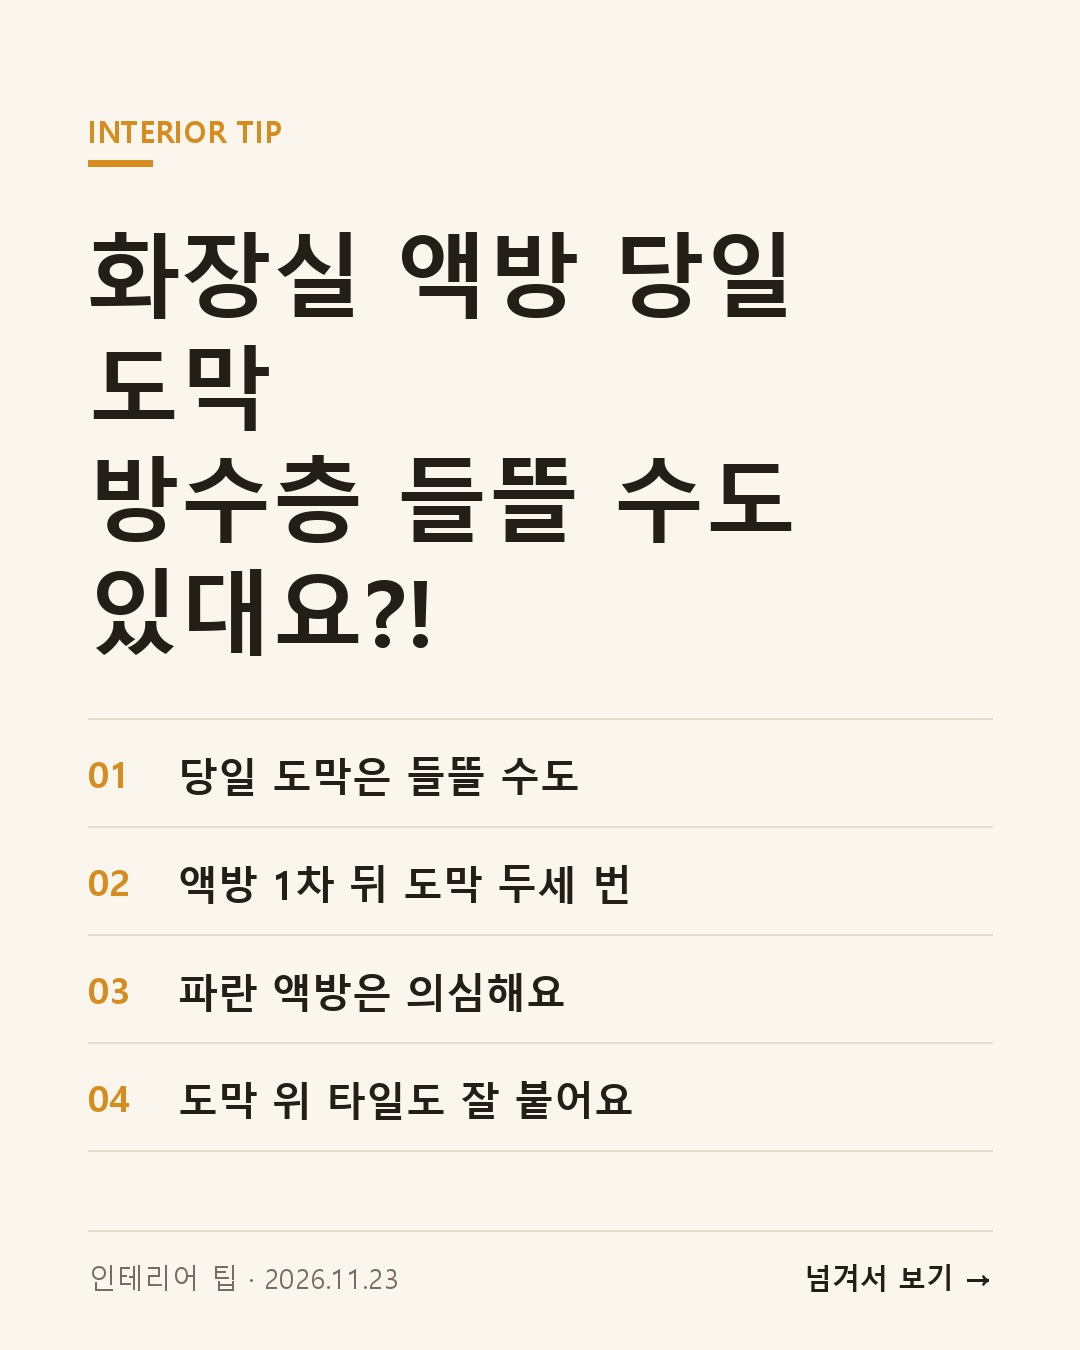 INTERIOR TIP
화장실 액방 당일
도막
방수층 들뜰 수도
있대요?!
01 당일 도막은 들뜰 수도
02 액방 1차 뒤 도막 두세 번
03 파란 액방은 의심해요
04 도막 위 타일도 잘 붙어요
인테리어 팁 · 2026.11.23
넘겨서 보기 →